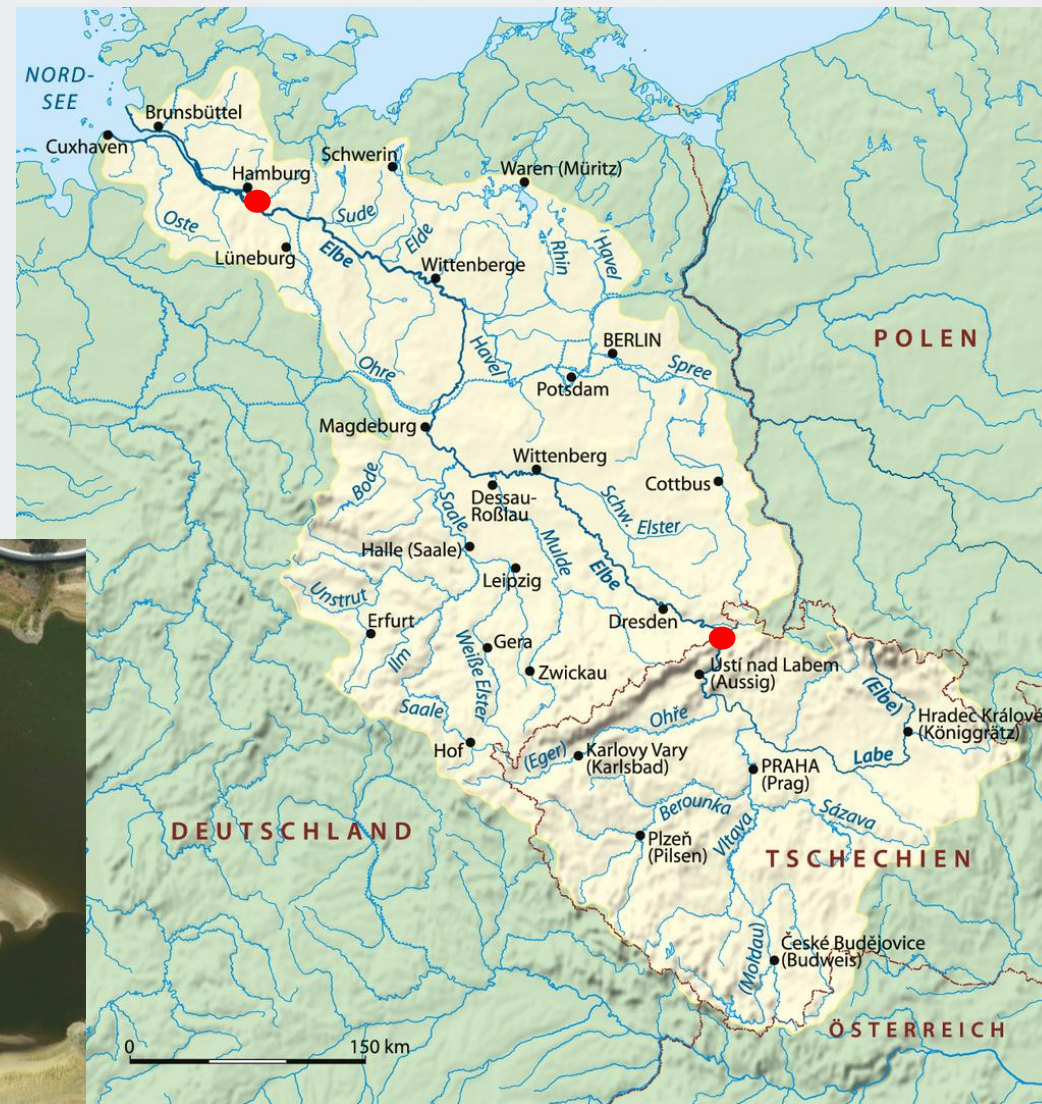 NORD-
SEE
Brunsbüttel
Cuxhaven
Schwerin
Waren (Müritz)
Hamburg
Oste
Sude
Elde
Rhin
Havel
Lüneburg
Elbe
Wittenberge
POLEN
BERLIN
Havel
Spree
Ohre
Potsdam
Magdeburg
Wittenberg
Cottbus
Bode
Dessau-
Roßlau
Schw.
Elster
Saale
Mulde
Halle (Saale)
Elbe
Leipzig
Unstrut
Erfurt
Dresden
Ilm
Weiße Elster
Gera
Zwickau
Ústí nad Labem
(Aussig)
(Elbe)
Saale
Ohře
Hradec Králové
(Königgrätz)
Hof
(Eger)
Karlovy Vary
(Karlsbad)
Labe
PRAHA
(Prag)
Berounka
Sázava
DEUTSCHLAND
Plzeň
(Pilsen)
Vltava
TSCHECHIEN
(Moldau)
České Budějovice
(Budweis)
ÖSTERREICH
0 150 km